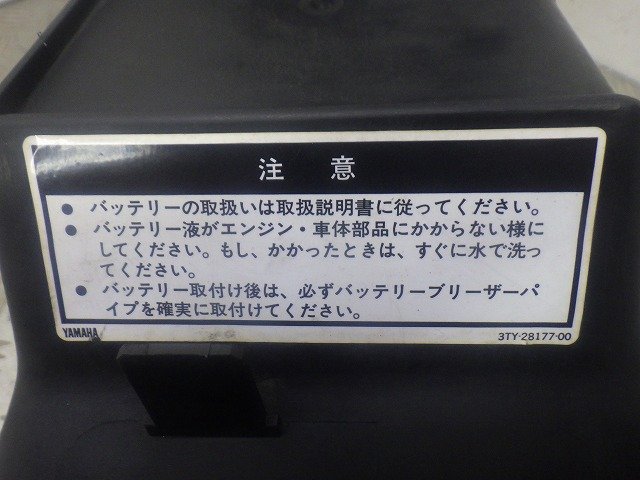 注意
● バッテリーの取扱いは取扱説明書に従ってください。
● バッテリー液がエンジン・車体部品にかからない様に
してください。もし、かかったときは、すぐに水で洗っ
てください。
● バッテリー取付け後は、必ずバッテリーブリーザーパ
イプを確実に取付けてください。
YAMAHA 3TY-28177-00